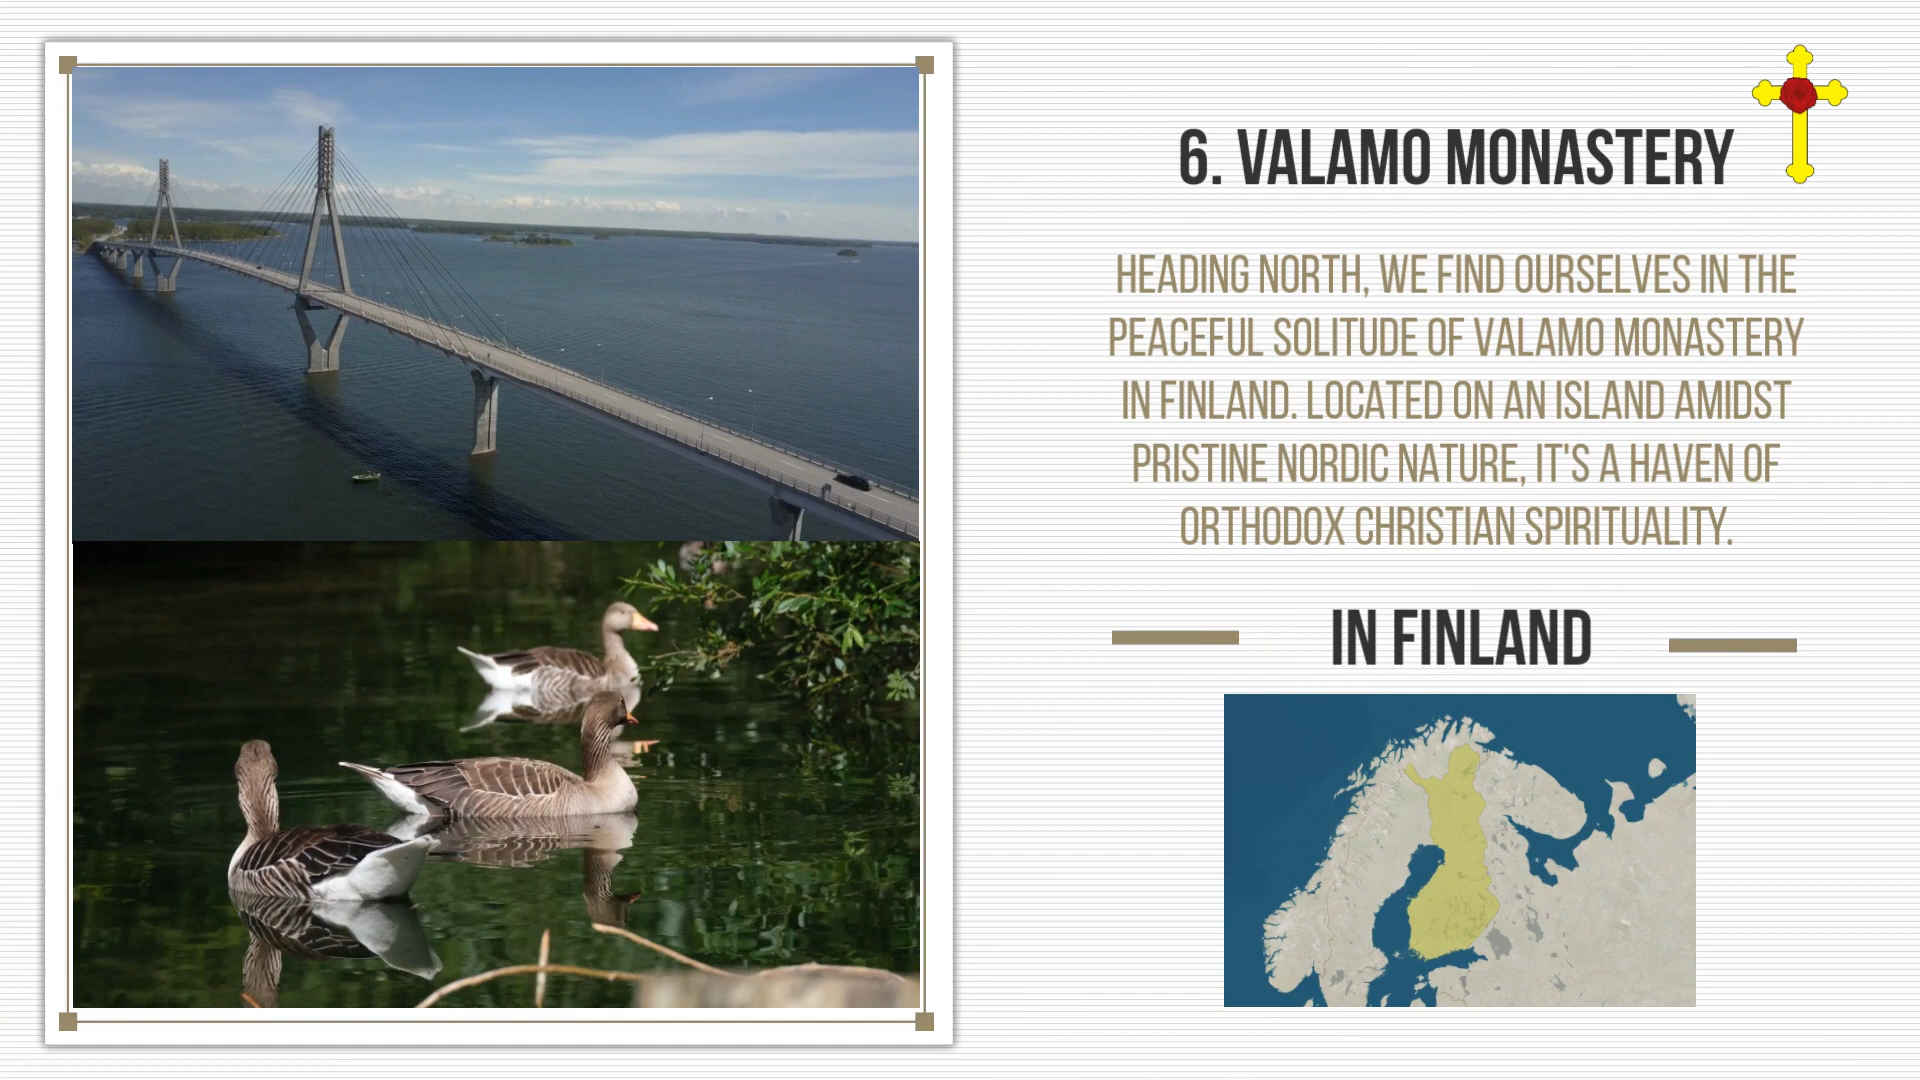 6. VALAMO MONASTERY
HEADING NORTH, WE FIND OURSELVES IN THE
PEACEFUL SOLITUDE OF VALAMO MONASTERY
IN FINLAND. LOCATED ON AN ISLAND AMIDST
PRISTINE NORDIC NATURE, IT'S A HAVEN OF
ORTHODOX CHRISTIAN SPIRITUALITY.
IN FINLAND